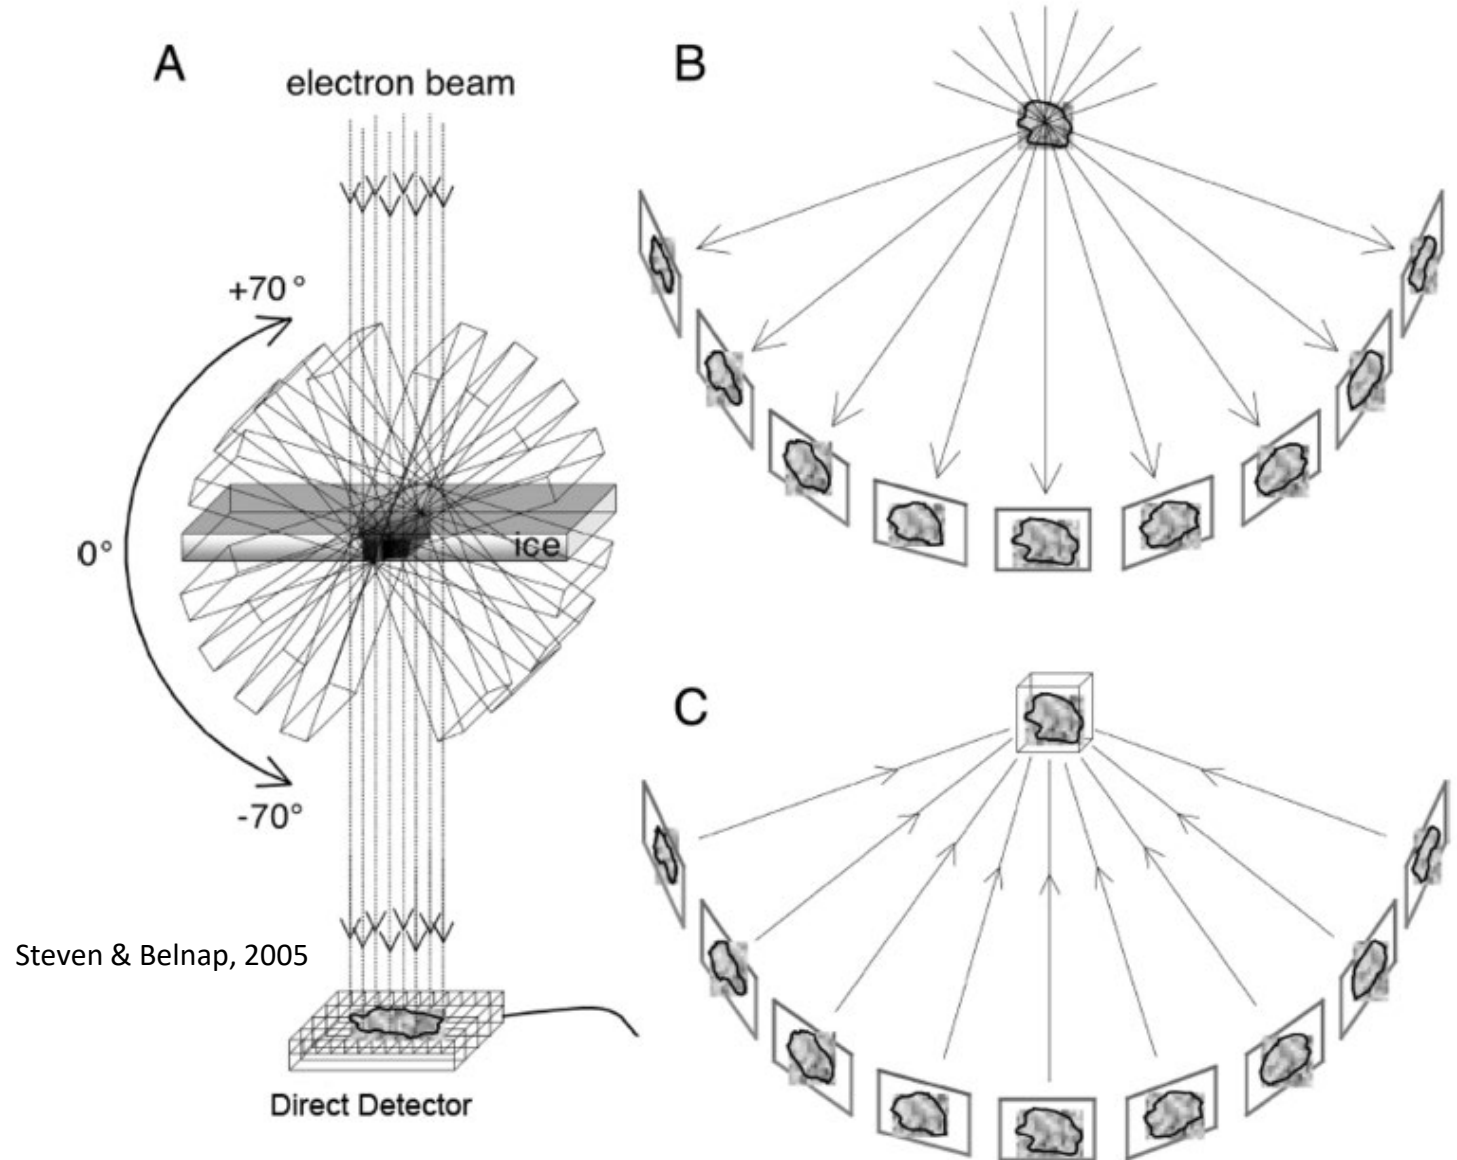 A
electron beam
+70°
0°
ice
-70°
Steven & Belnap, 2005
Direct Detector
B
C